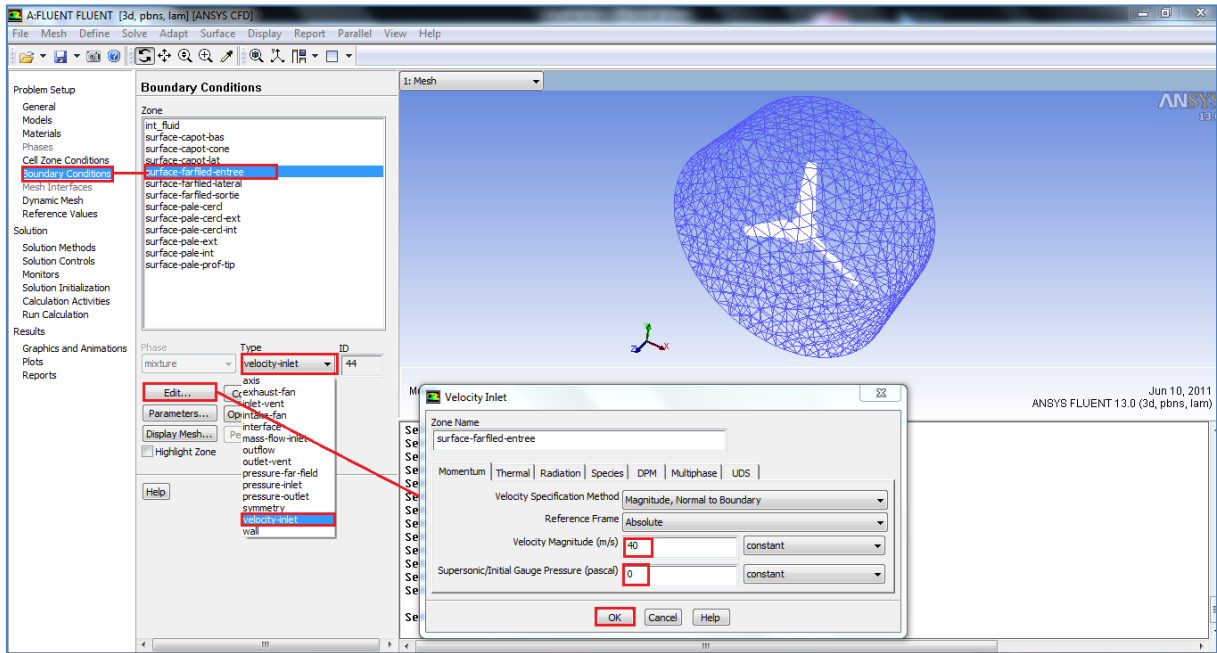 A:FLUENT FLUENT [3d, pbns, lam] [ANSYS CFD]
File Mesh Define Solve Adapt Surface Display Report Parallel View Help
Problem Setup
General
Models
Materials
Phases
Cell Zone Conditions
Boundary Conditions
Mesh Interfaces
Dynamic Mesh
Reference Values
Solution
Solution Methods
Solution Controls
Monitors
Solution Initialization
Calculation Activities
Run Calculation
Results
Graphics and Animations
Plots
Reports
Boundary Conditions
Zone
int_fluid
surface-capot-bas
surface-capot-cone
surface-capot-lat
surface-farfiled-entree
surface-farfiled-lateral
surface-farfiled-sortie
surface-pale-cercl
surface-pale-cercl-ext
surface-pale-cercl-int
surface-pale-ext
surface-pale-int
surface-pale-prof-tip
Phase Type ID
mixture velocity-inlet 44
Edit...
Parameters...
Display Mesh...
Highlight Zone
Help
axis
exhaust-fan
inlet-vent
intake-fan
interface
mass-flow-inlet
outflow
outlet-vent
pressure-far-field
pressure-inlet
pressure-outlet
symmetry
velocity-inlet
wall
1: Mesh
ANSYS
13.
Z X
Jun 10, 2011
ANSYS FLUENT 13.0 (3d, pbns, lam)
Velocity Inlet
Zone Name
surface-farfiled-entree
Momentum Thermal Radiation Species DPM Multiphase UDS
Velocity Specification Method Magnitude, Normal to Boundary
Reference Frame Absolute
Velocity Magnitude (m/s) 40 constant
Supersonic/Initial Gauge Pressure (pascal) 0 constant
OK Cancel Help